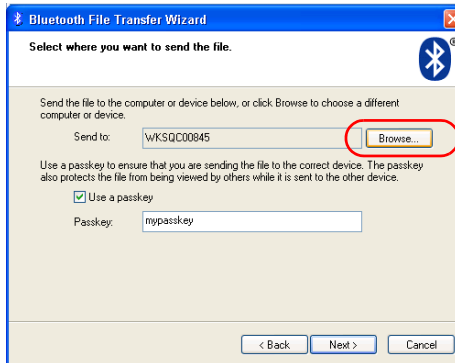 Bluetooth File Transfer Wizard
Select where you want to send the file.
Send the file to the computer or device below, or click Browse to choose a different
computer or device.
Send to: WKSQC00845 Browse...
Use a passkey to ensure that you are sending the file to the correct device. The passkey
also protects the file from being viewed by others while it is sent to the other device.
Use a passkey
Passkey: mypasskey
< Back Next > Cancel